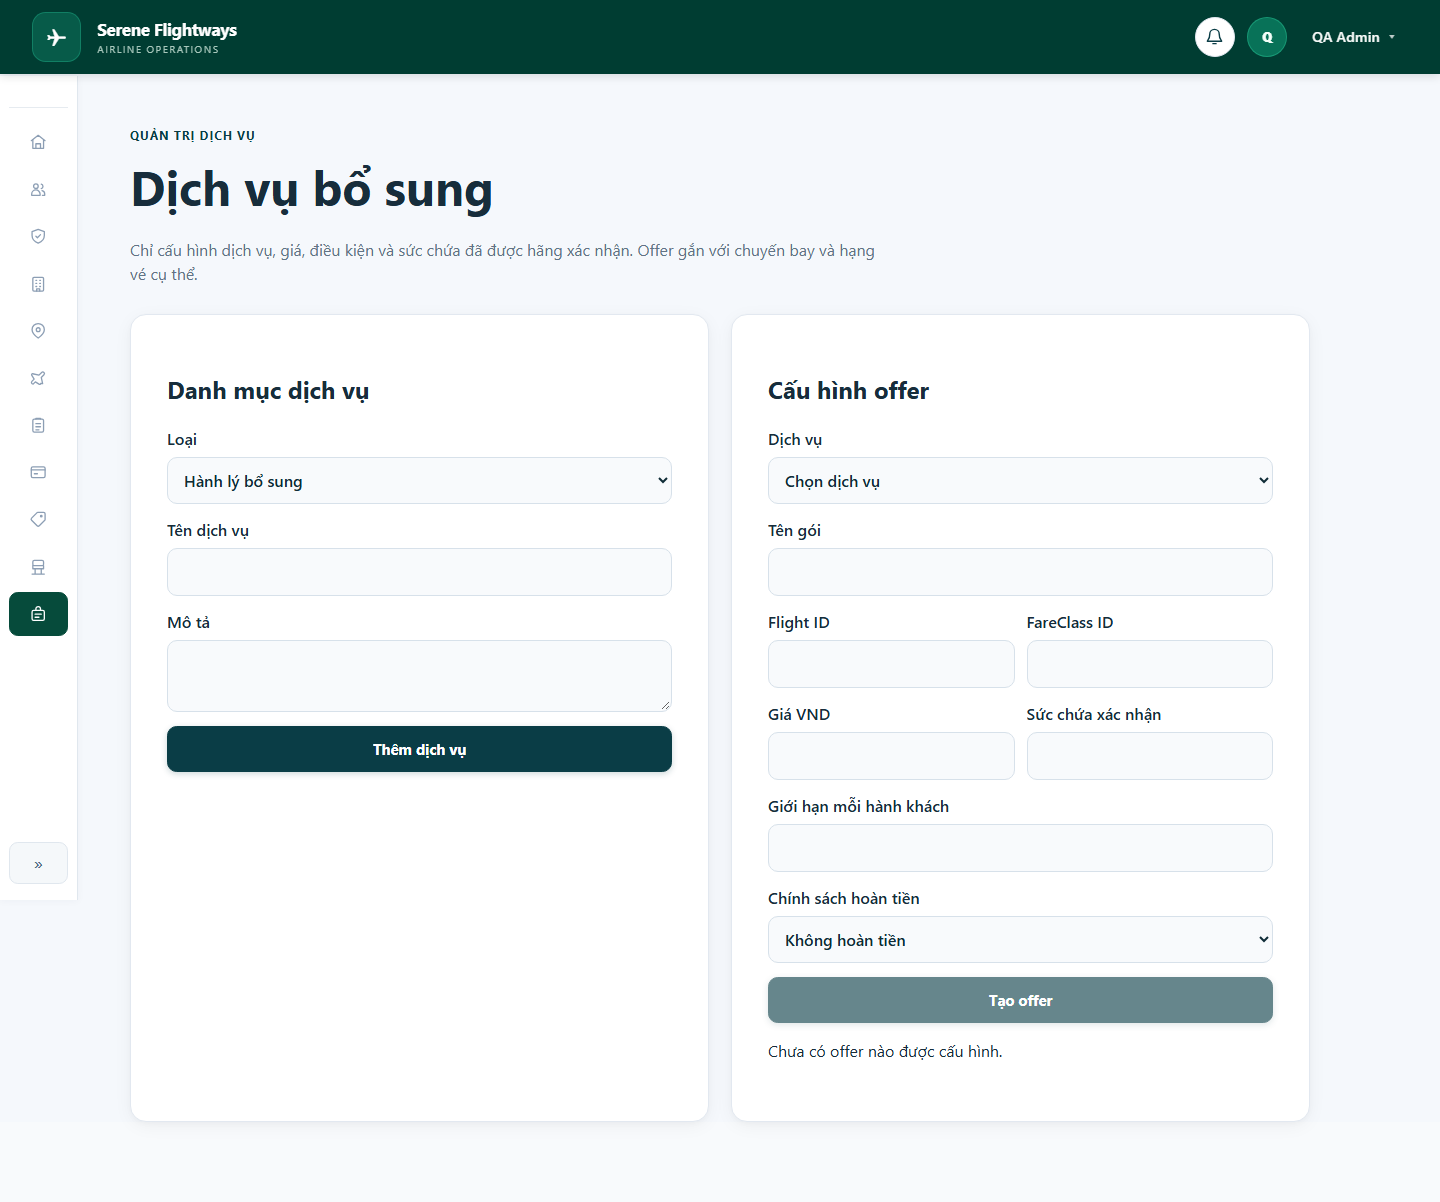 Serene Flightways
AIRLINE OPERATIONS
Q
QA Admin
QUẢN TRỊ DỊCH VỤ
Dịch vụ bổ sung
Chỉ cấu hình dịch vụ, giá, điều kiện và sức chứa đã được hãng xác nhận. Offer gắn với chuyến bay và hạng
vé cụ thể.
Danh mục dịch vụ
Loại
Hành lý bổ sung
Tên dịch vụ
Mô tả
Thêm dịch vụ
Cấu hình offer
Dịch vụ
Chọn dịch vụ
Tên gói
Flight ID
FareClass ID
Giá VND
Sức chứa xác nhận
Giới hạn mỗi hành khách
Chính sách hoàn tiền
Không hoàn tiền
Tạo offer
Chưa có offer nào được cấu hình.
»